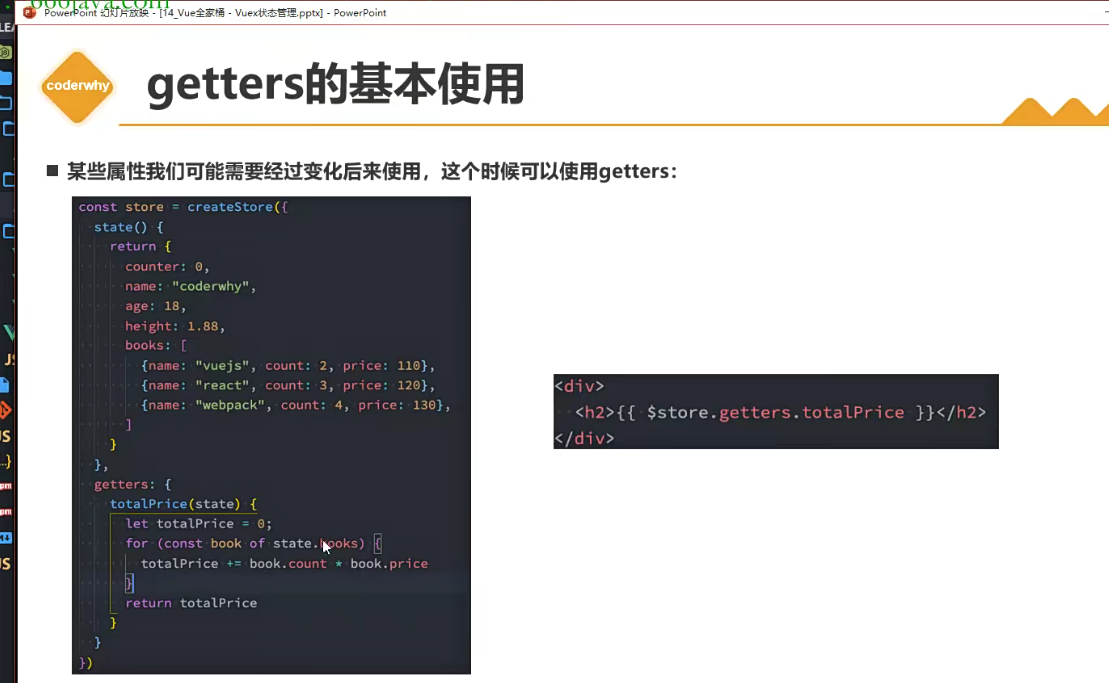 PowerPoint 幻灯片放映 - [14_Vue全家桶 - Vuex状态管理.pptx] - PowerPoint
coderwhy
getters的基本使用
某些属性我们可能需要经过变化后来使用，这个时候可以使用getters：
const store = createStore({
state() {
return {
counter: 0,
name: "coderwhy",
age: 18,
height: 1.88,
books: [
{name: "vuejs", count: 2, price: 110},
{name: "react", count: 3, price: 120},
{name: "webpack", count: 4, price: 130},
]
}
},
getters: {
totalPrice(state) {
let totalPrice = 0;
for (const book of state.books) {
totalPrice += book.count * book.price
}
return totalPrice
}
}
})
<div>
<h2>{{ $store.getters.totalPrice }}</h2>
</div>